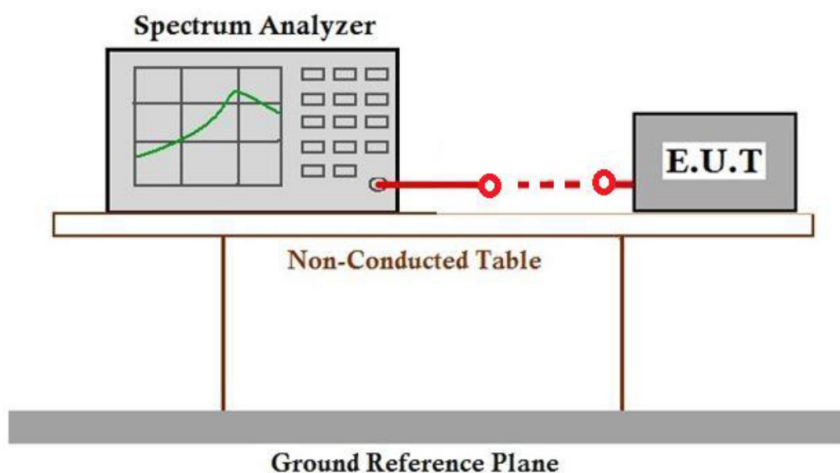 Spectrum Analyzer
E.U.T
Non-Conducted Table
Ground Reference Plane